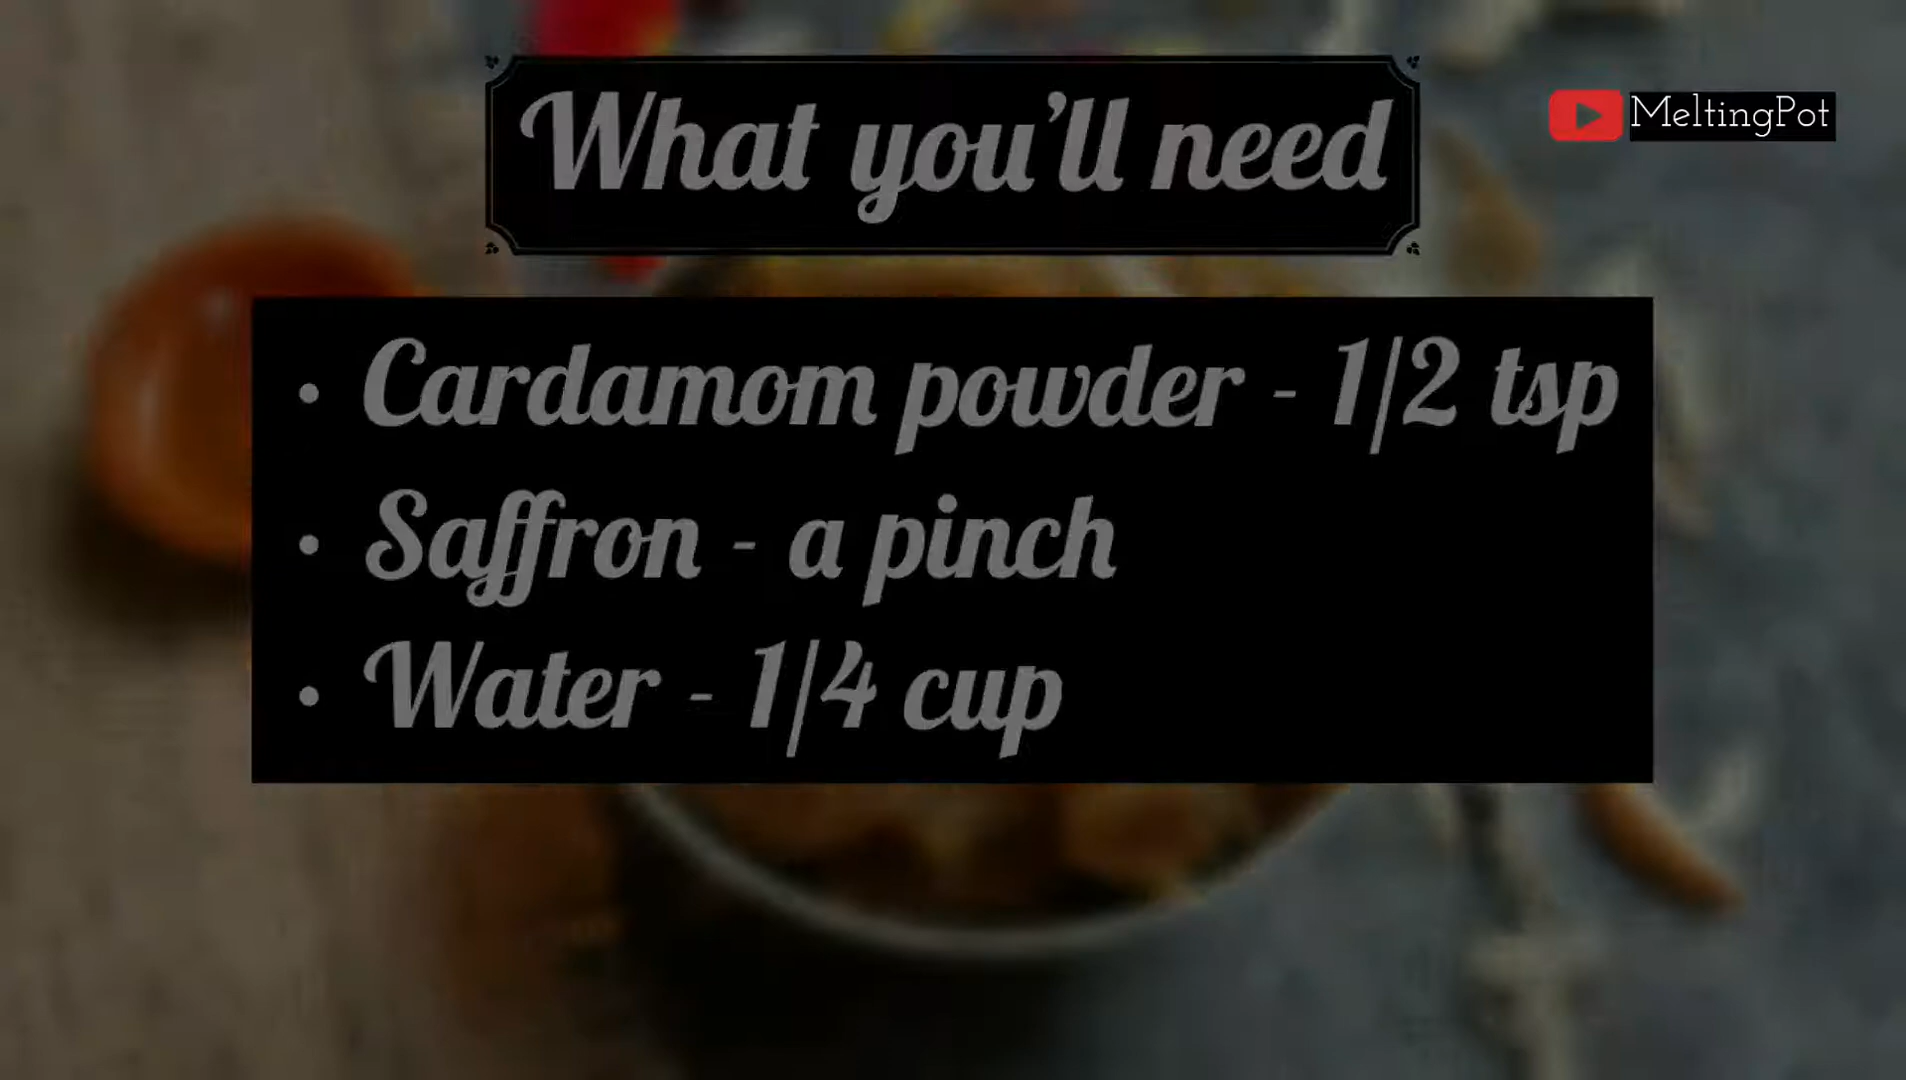 What you'll need
MeltingPot
• Cardamom powder - 1/2 tsp
• Saffron - a pinch
• Water - 1/4 cup